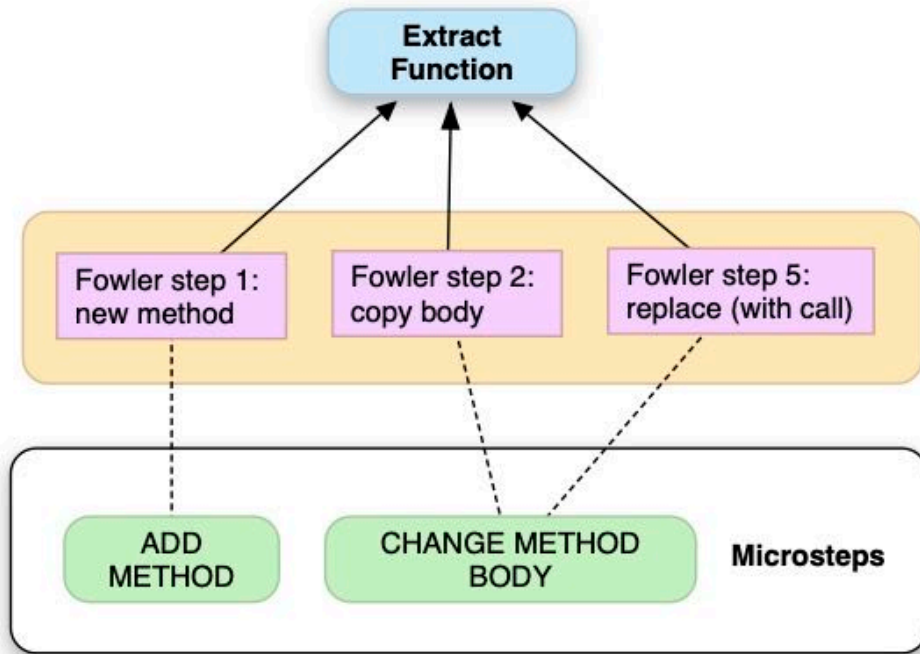 Extract
Function
Fowler step 1:
new method
Fowler step 2:
copy body
Fowler step 5:
replace (with call)
ADD
METHOD
CHANGE METHOD
BODY
Microsteps